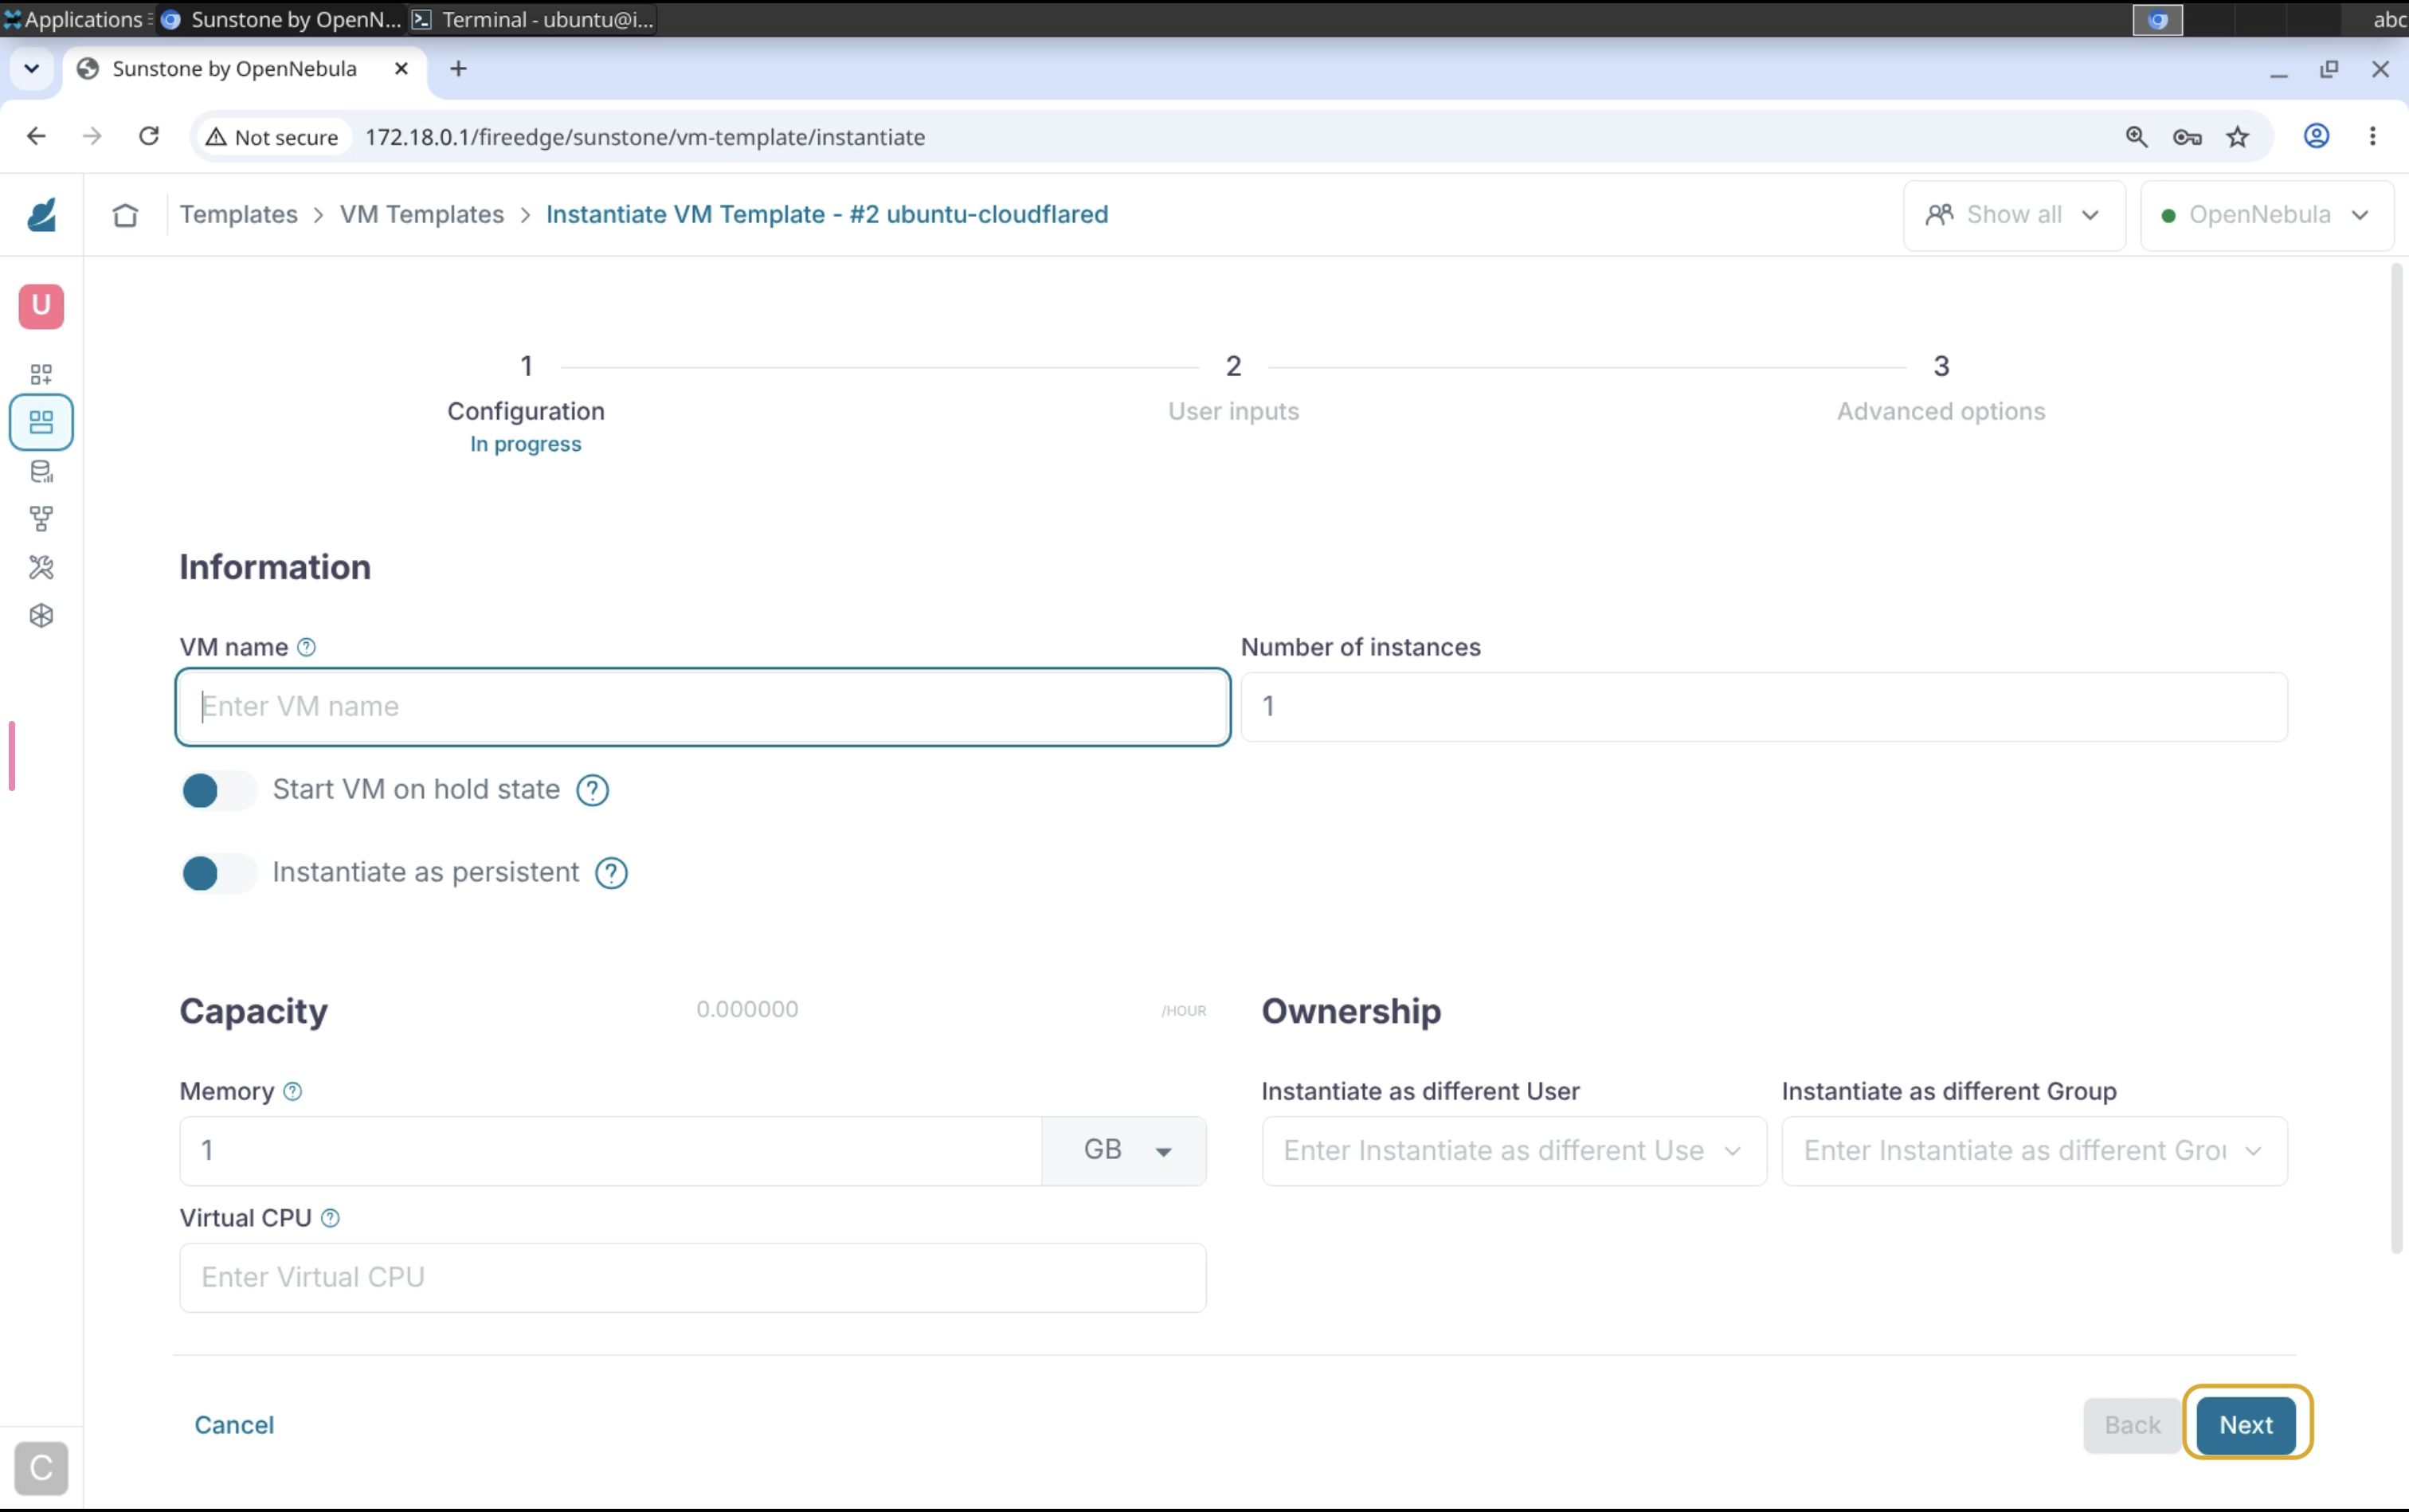 Applications
Sunstone by OpenN...
Terminal - ubuntu@i...
abc
Sunstone by OpenNebula
Not secure
172.18.0.1/fireedge/sunstone/vm-template/instantiate
Templates > VM Templates > Instantiate VM Template - #2 ubuntu-cloudflared
Show all
OpenNebula
U
1
2
3
Configuration
User inputs
Advanced options
In progress
Information
VM name
Number of instances
Enter VM name
1
Start VM on hold state
Instantiate as persistent
Capacity
0.000000
/HOUR
Ownership
Memory
Instantiate as different User
Instantiate as different Group
1
GB
Enter Instantiate as different Use
Enter Instantiate as different Grou
Virtual CPU
Enter Virtual CPU
Cancel
Back
Next
C